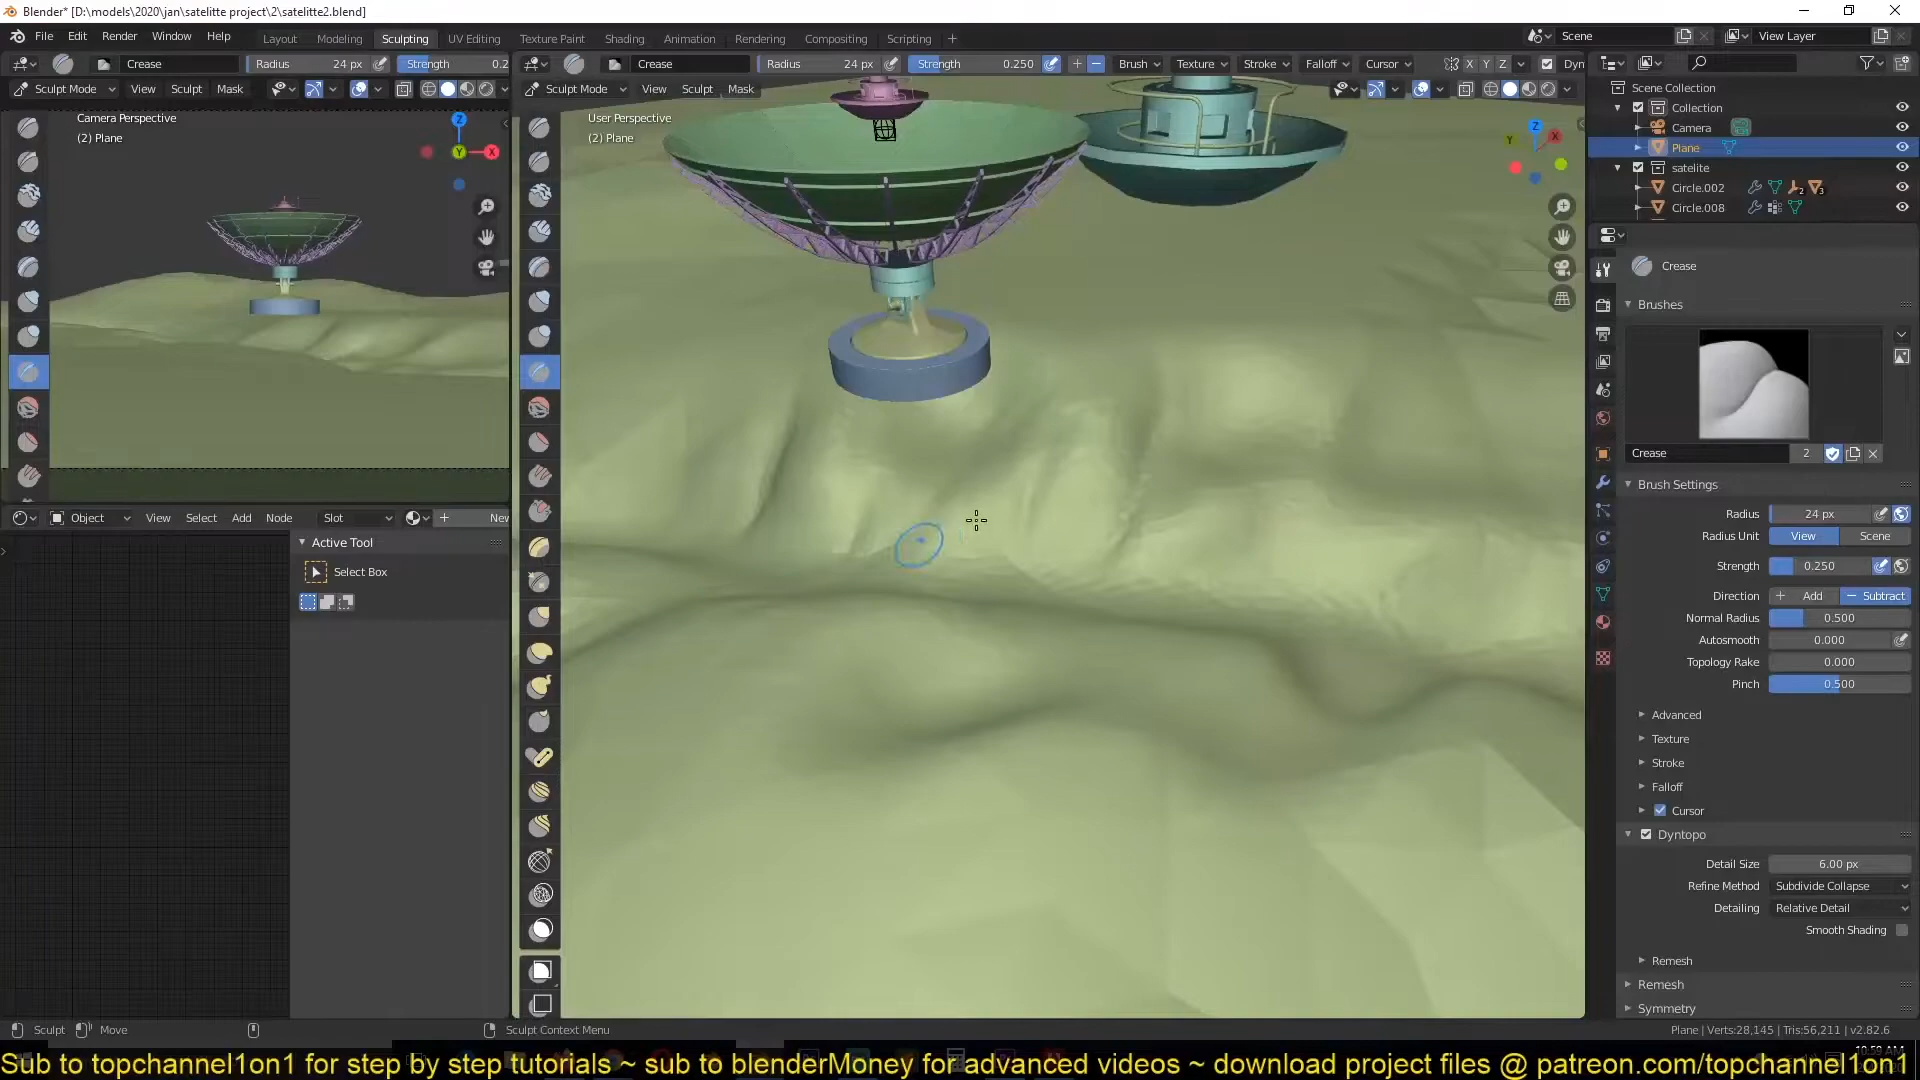 Blender* [D:\models\2020\jan\satelitte project\2\satelitte2.blend]
File Edit Render Window Help
Layout Modeling Sculpting UV Editing Texture Paint Shading Animation Rendering Compositing Scripting +
Scene
View Layer
Crease Radius 24 px Strength 0.2
Crease Radius 24 px Strength 0.250 Brush Texture Stroke Falloff Cursor X Y Z Dyn
Sculpt Mode View Sculpt Mask
Sculpt Mode View Sculpt Mask
Camera Perspective
(2) Plane
Z
Y
X
User Perspective
(2) Plane
Z
Y
X
Scene Collection
Collection
Camera
Plane
satelite
Circle.002 2 3
Circle.008
Crease
Brushes
Crease 2
Brush Settings
Radius 24 px
Radius Unit View Scene
Strength 0.250
Direction + Add − Subtract
Normal Radius 0.500
Autosmooth 0.000
Topology Rake 0.000
Pinch 0.500
Advanced
Texture
Stroke
Falloff
Cursor
Dyntopo
Detail Size 6.00 px
Refine Method Subdivide Collapse
Detailing Relative Detail
Smooth Shading
Remesh
Remesh
Symmetry
Object View Select Add Node Slot New
Active Tool
Select Box
Sculpt Move Sculpt Context Menu
Plane | Verts:28,145 | Tris:56,211 | v2.82.6
10:59 AM
Sub to topchannel1on1 for step by step tutorials ~ sub to blenderMoney for advanced videos ~ download project files @ patreon.com/topchannel1on1